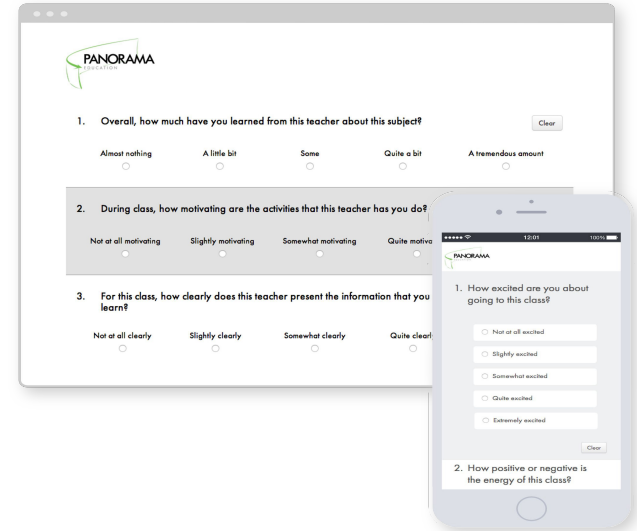 PANORAMA
EDUCATION
1. Overall, how much have you learned from this teacher about this subject?
Clear
Almost nothing A little bit Some Quite a bit A tremendous amount
2. During class, how motivating are the activities that this teacher has you do?
Not at all motivating Slightly motivating Somewhat motivating Quite motiva
3. For this class, how clearly does this teacher present the information that you
learn?
Not at all clearly Slightly clearly Somewhat clearly Quite clearl
12:01 100%
PANORAMA
1. How excited are you about
going to this class?
Not at all excited
Slightly excited
Somewhat excited
Quite excited
Extremely excited
Clear
2. How positive or negative is
the energy of this class?